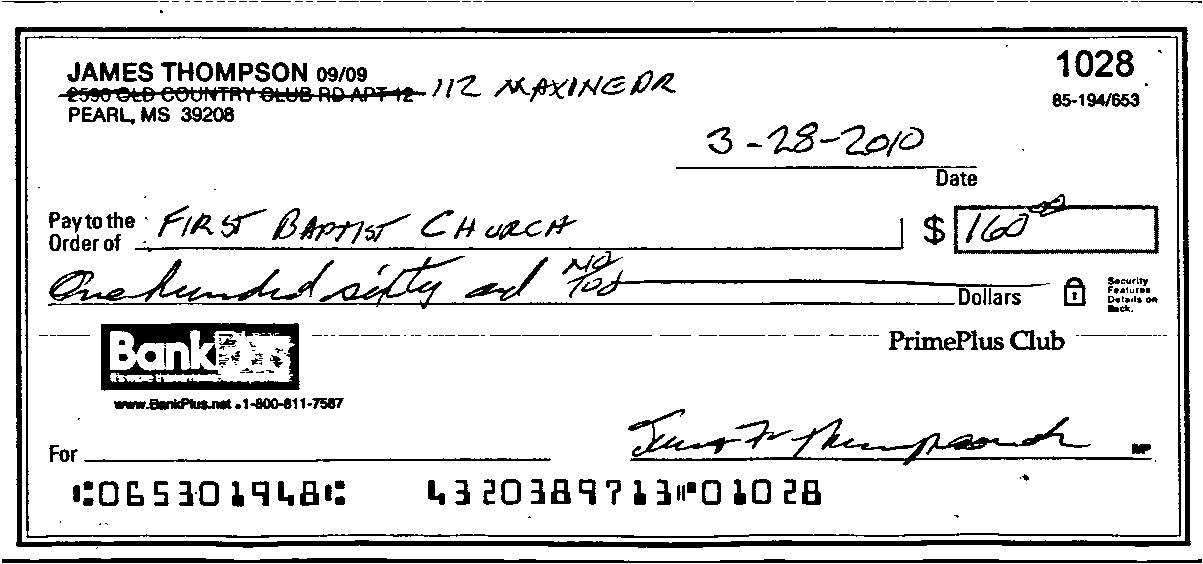 JAMES THOMPSON 09/09
1028
2590 OLD COUNTRY CLUB RD APT 12 112 MAXINE DR
PEARL, MS 39208
85-194/653
3-28-2010
Date
Pay to the Order of FIRST BAPTIST CHURCH $ 160 00
One hundred sixty and no/100 Dollars
Security Features Details on Back.
BankPlus
PrimePlus Club
www.BankPlus.net • 1-800-811-7587
For
MP
⑆065301948⑆ 4320389713⑈01028